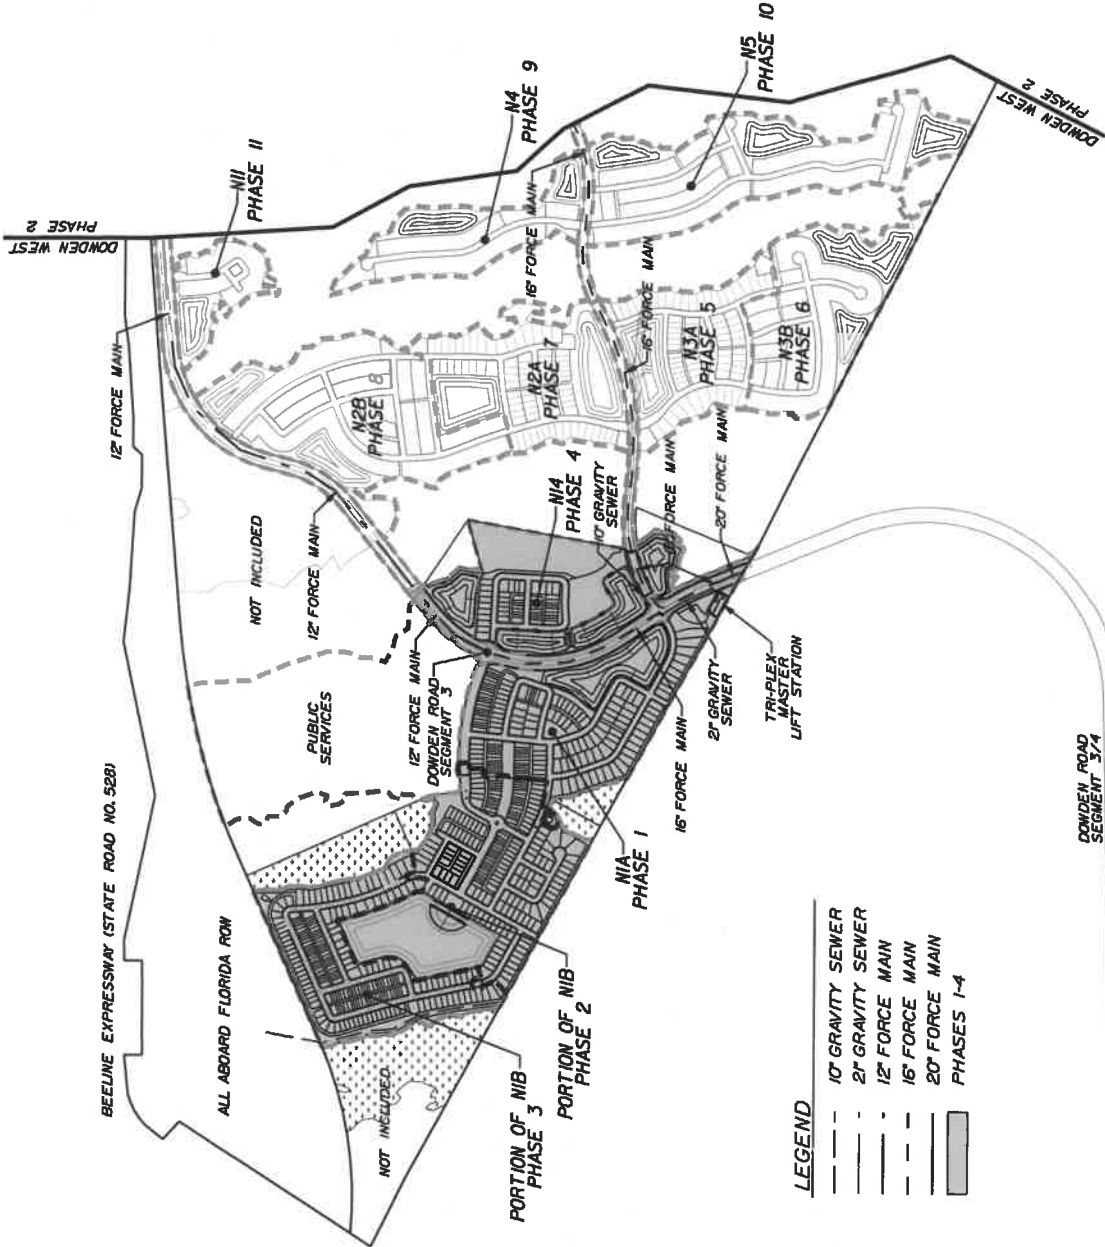 BEELINE EXPRESSWAY (STATE ROAD NO. 528)
ALL ABOARD FLORIDA ROW
NOT INCLUDED
PORTION OF N1B
PHASE 3
PORTION OF N1B
PHASE 2
N1A
PHASE 1
PUBLIC
SERVICES
NOT INCLUDED
12" FORCE MAIN
12" FORCE MAIN
12" FORCE MAIN
DOWDEN ROAD
SEGMENT 3
16" FORCE MAIN
21" GRAVITY
SEWER
TRI-PLEX
MASTER
LIFT STATION
N14
PHASE 4
10" GRAVITY
SEWER
FORCE MAIN
20" FORCE MAIN
N2B
PHASE 8
N2A
PHASE 7
N3A
PHASE 5
N3B
PHASE 6
16" FORCE MAIN
16" FORCE MAIN
N11
PHASE 11
N4
PHASE 9
N5
PHASE 10
DOWDEN WEST
PHASE 2
DOWDEN WEST
PHASE 2
DOWDEN ROAD
SEGMENT 3/4
LEGEND
10" GRAVITY SEWER
21" GRAVITY SEWER
12" FORCE MAIN
16" FORCE MAIN
20" FORCE MAIN
PHASES 1-4